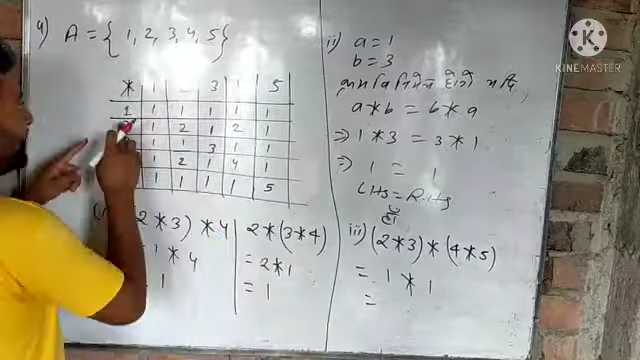 4) A = { 1, 2, 3, 4, 5 }
* 1 3 1 5
1 1 1 1 1 1
1 2 1 2 1
1 1 3 1 1
1 2 1 4 1
1 1 1 1 5
2 * 3) * 4
= 1 * 4
1
2 * (3 * 4)
= 2 * 1
= 1
ii) a = 1
b = 3
a * b = b * a
⇒ 1 * 3 = 3 * 1
⇒ 1 = 1
LHS = RHS
iii) (2 * 3) * (4 * 5)
= 1 * 1
=
KINEMASTER